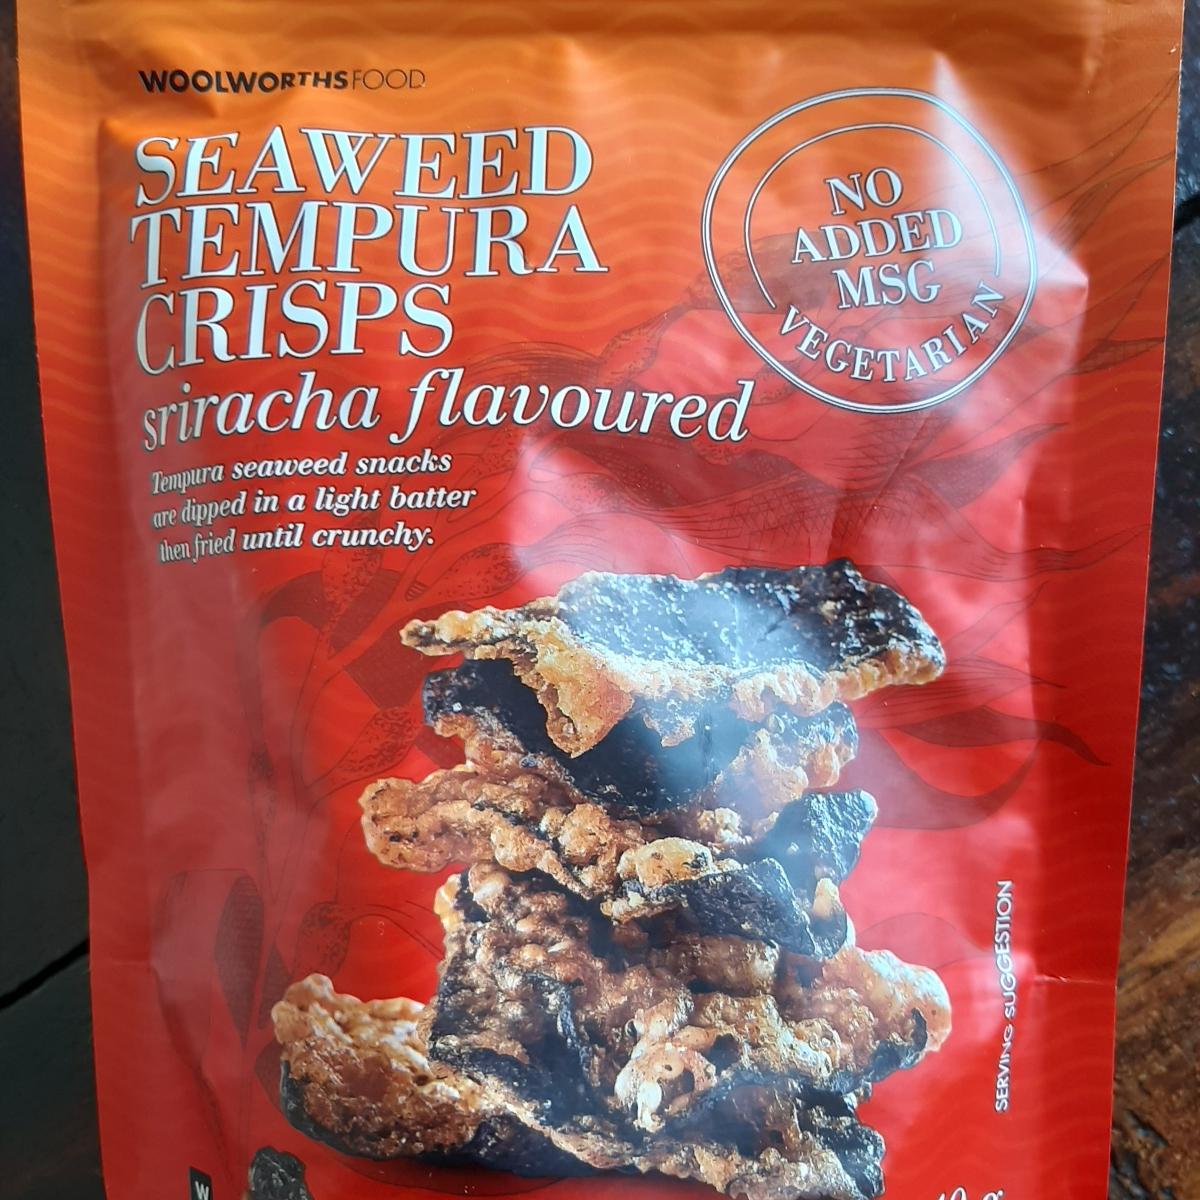 WOOLWORTHSFOOD
SEAWEED
TEMPURA
CRISPS
sriracha flavoured
Tempura seaweed snacks
are dipped in a light batter
then fried until crunchy.
NO
ADDED
MSG
VEGETARIAN
SERVING SUGGESTION
W